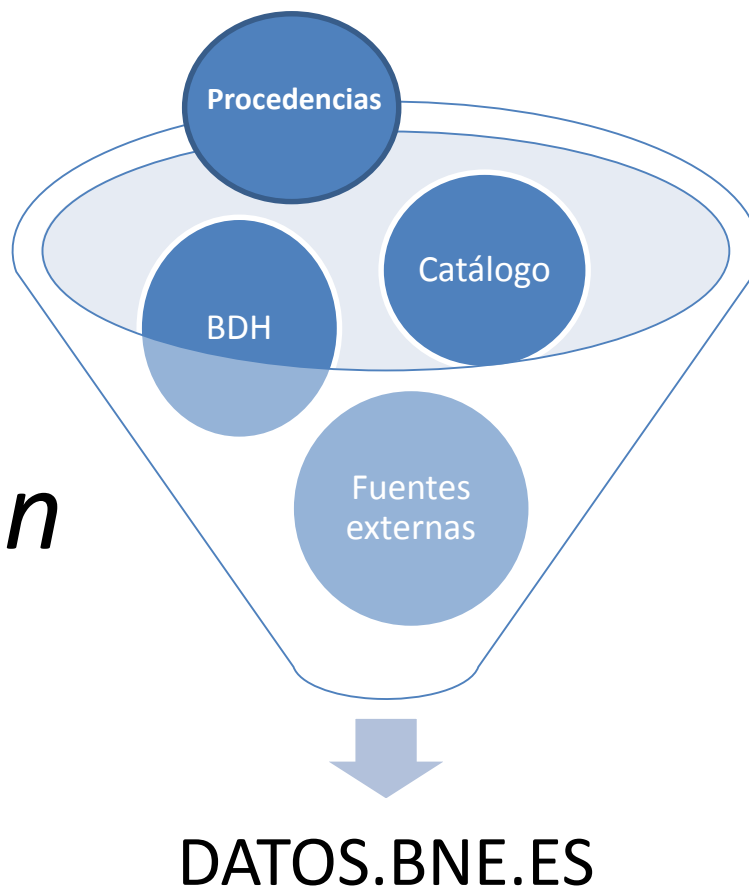 Procedencias
Catálogo
BDH
Fuentes
externas
n
DATOS.BNE.ES